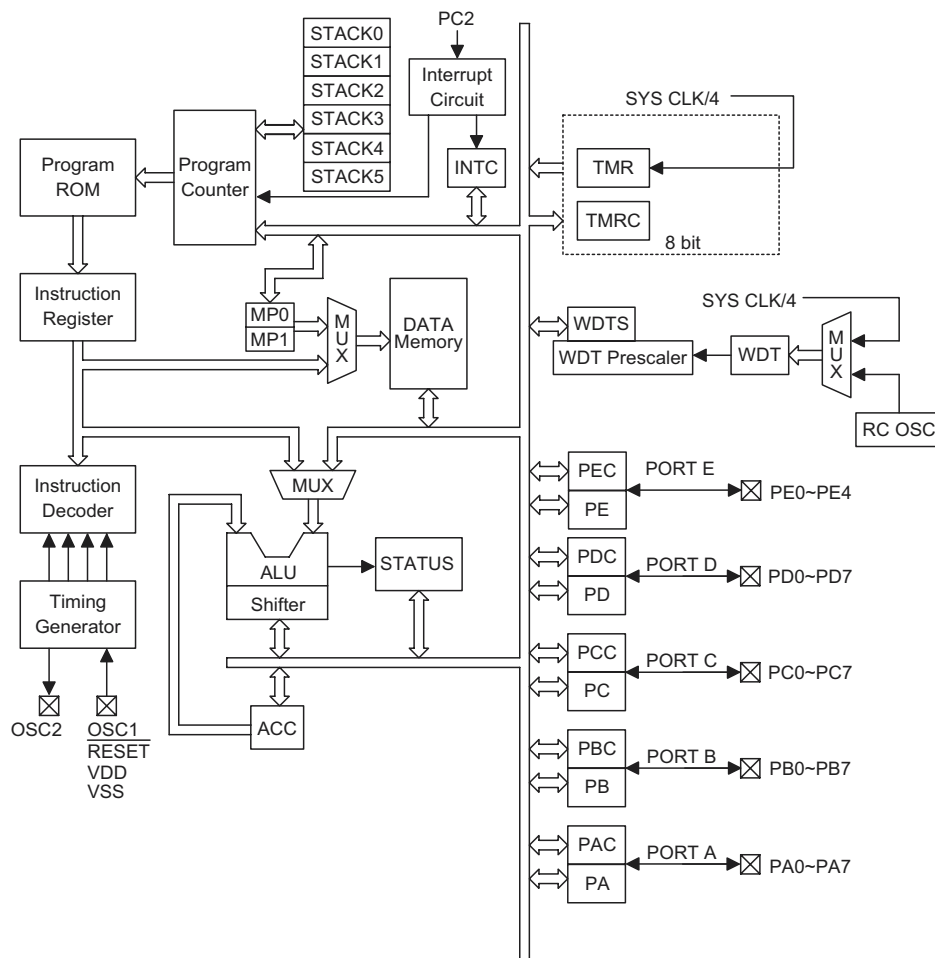 STACK0
STACK1
STACK2
STACK3
STACK4
STACK5
PC2
Interrupt
Circuit
INTC
Program
ROM
Program
Counter
SYS CLK/4
TMR
TMRC
8 bit
Instruction
Register
MP0
MP1
MUX
DATA
Memory
WDTS
WDT Prescaler
WDT
SYS CLK/4
MUX
RC OSC
Instruction
Decoder
MUX
ALU
Shifter
STATUS
Timing
Generator
OSC2
OSC1
RESET
VDD
VSS
ACC
PEC
PE
PORT E
PE0~PE4
PDC
PD
PORT D
PD0~PD7
PCC
PC
PORT C
PC0~PC7
PBC
PB
PORT B
PB0~PB7
PAC
PA
PORT A
PA0~PA7